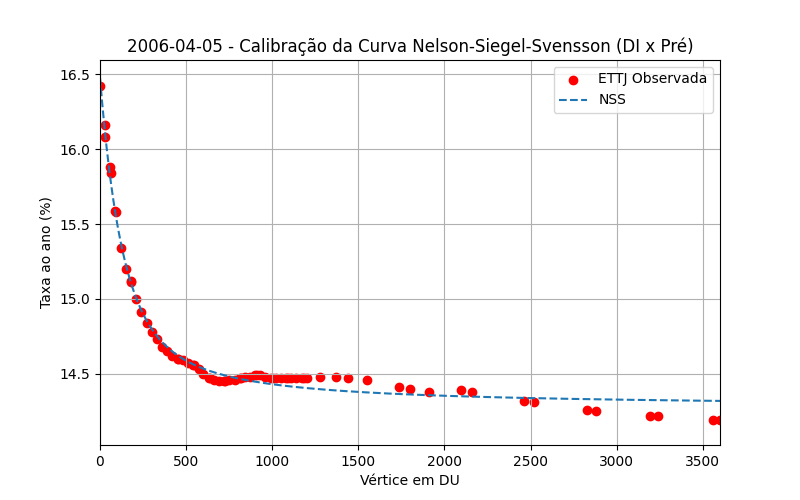 2006-04-05 - Calibração da Curva Nelson-Siegel-Svensson (DI x Pré)
ETTJ Observada
NSS
Taxa ao ano (%)
16.5
16.0
15.5
15.0
14.5
0
500
1000
1500
2000
2500
3000
3500
Vértice em DU